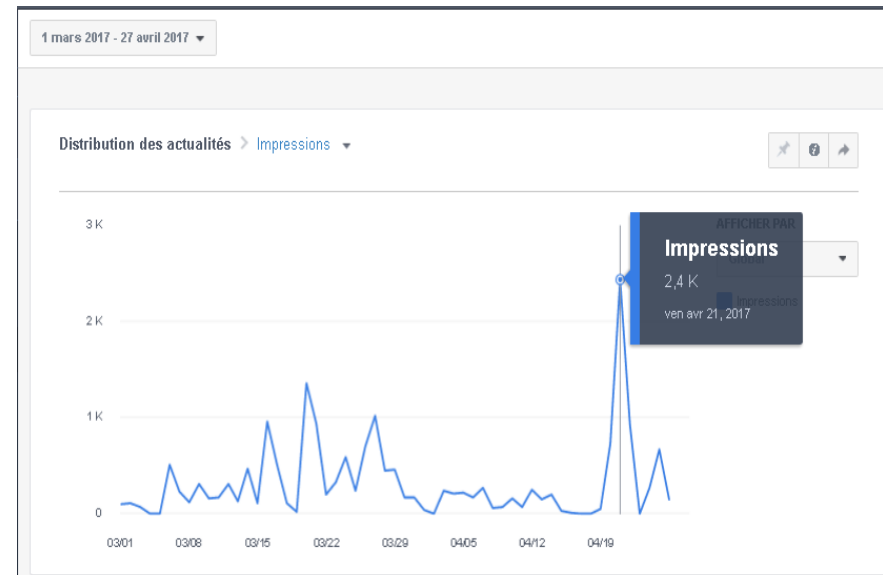 1 mars 2017 - 27 avril 2017
Distribution des actualités > Impressions
3 K
AFFICHER PAR
Impressions
2,4 K
Impressions
ven avr 21, 2017
2 K
1 K
0
03/01 03/08 03/15 03/22 03/29 04/05 04/12 04/19